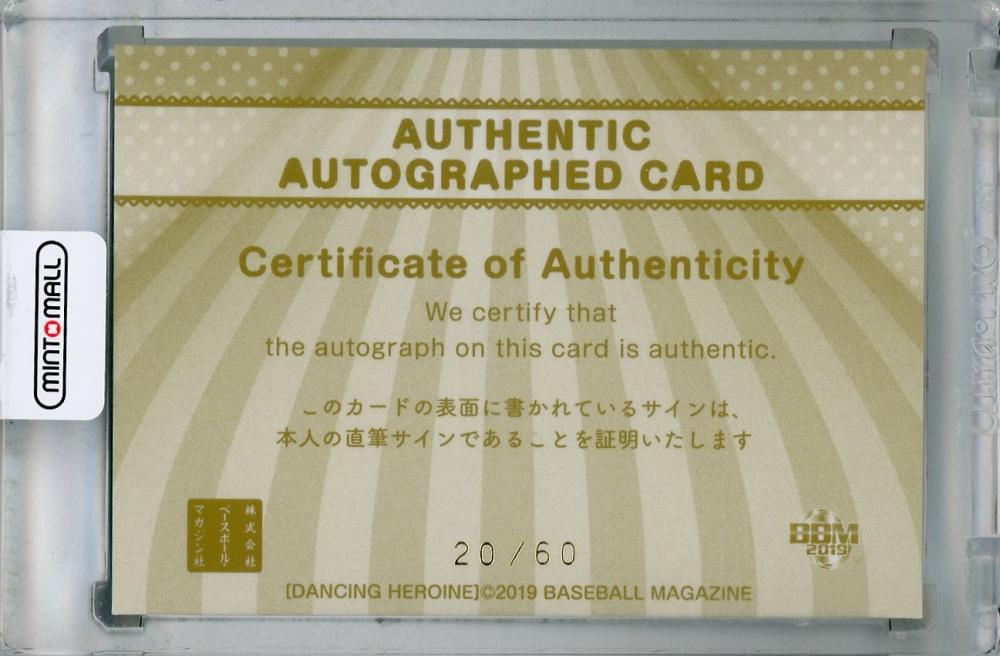 AUTHENTIC
AUTOGRAPHED CARD
Certificate of Authenticity
We certify that
the autograph on this card is authentic.
このカードの表面に書かれているサインは、
本人の直筆サインであることを証明いたします
株式会社
ベースボール
マガジン社
20/60
BBM
2019
[DANCING HEROINE]©2019 BASEBALL MAGAZINE
MINTOMALL
ULTRA PRO